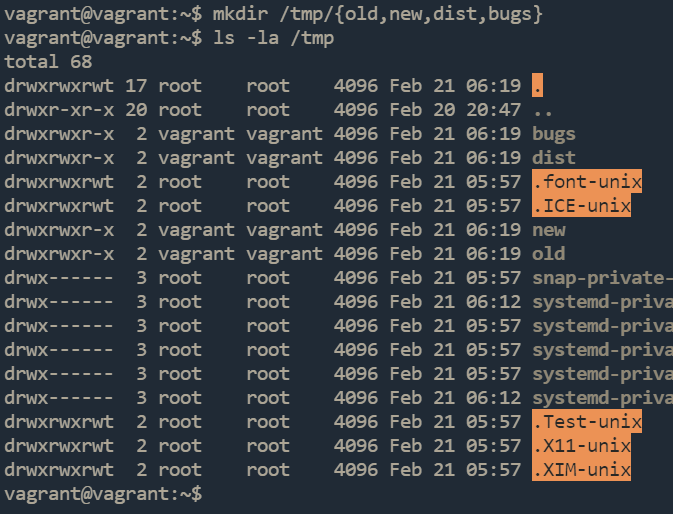 vagrant@vagrant:~$ mkdir /tmp/{old,new,dist,bugs}
vagrant@vagrant:~$ ls -la /tmp
total 68
drwxrwxrwt 17 root    root    4096 Feb 21 06:19 .
drwxr-xr-x 20 root    root    4096 Feb 20 20:47 ..
drwxrwxr-x  2 vagrant vagrant 4096 Feb 21 06:19 bugs
drwxrwxr-x  2 vagrant vagrant 4096 Feb 21 06:19 dist
drwxrwxrwt  2 root    root    4096 Feb 21 05:57 .font-unix
drwxrwxrwt  2 root    root    4096 Feb 21 05:57 .ICE-unix
drwxrwxr-x  2 vagrant vagrant 4096 Feb 21 06:19 new
drwxrwxr-x  2 vagrant vagrant 4096 Feb 21 06:19 old
drwx------  3 root    root    4096 Feb 21 05:57 snap-private-
drwx------  3 root    root    4096 Feb 21 06:12 systemd-priva
drwx------  3 root    root    4096 Feb 21 05:57 systemd-priva
drwx------  3 root    root    4096 Feb 21 05:57 systemd-priva
drwx------  3 root    root    4096 Feb 21 05:57 systemd-priva
drwx------  3 root    root    4096 Feb 21 06:12 systemd-priva
drwxrwxrwt  2 root    root    4096 Feb 21 05:57 .Test-unix
drwxrwxrwt  2 root    root    4096 Feb 21 05:57 .X11-unix
drwxrwxrwt  2 root    root    4096 Feb 21 05:57 .XIM-unix
vagrant@vagrant:~$